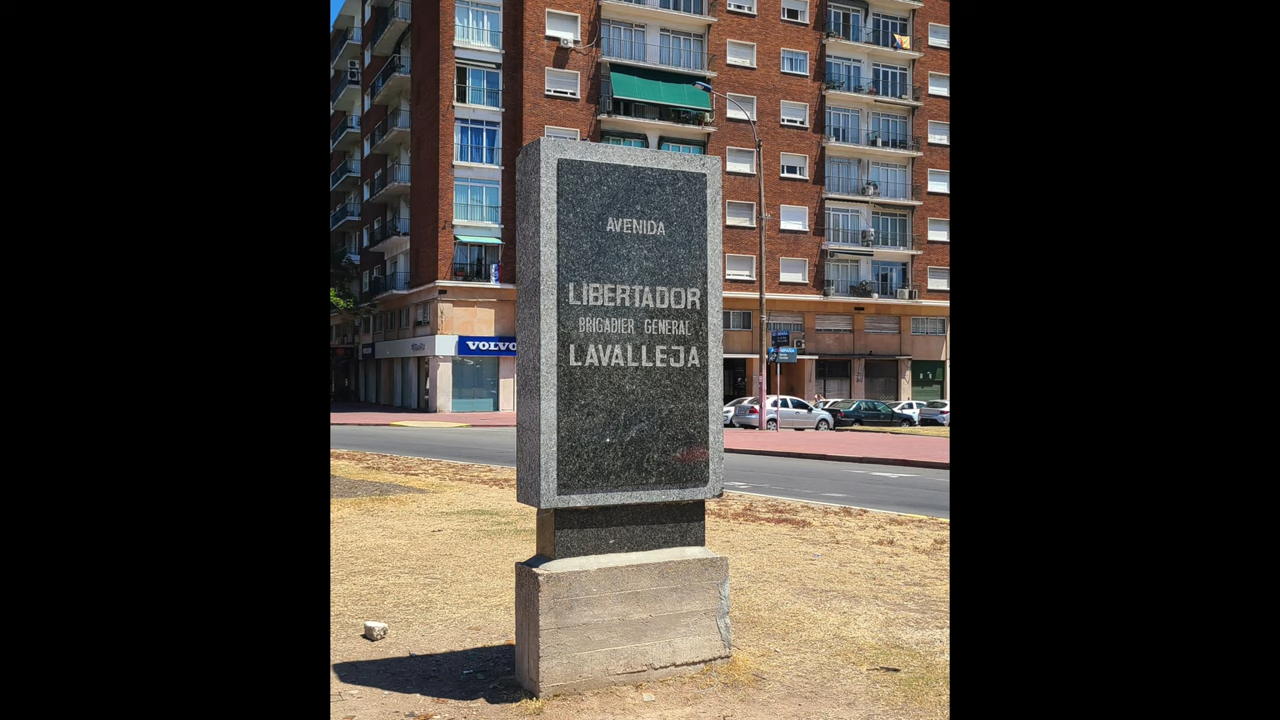 AVENIDA
LIBERTADOR
BRIGADIER GENERAL
LAVALLEJA
VOLVO